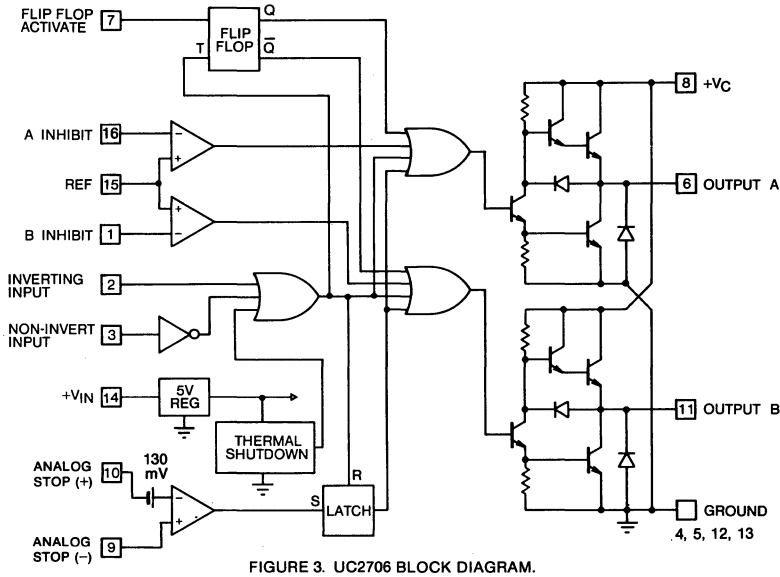 FLIP FLOP
ACTIVATE
7
FLIP
FLOP
Q
T
Q̅
8
+VC
A INHIBIT
16
−
+
REF
15
+
−
B INHIBIT
1
6
OUTPUT A
INVERTING
INPUT
2
NON-INVERT
INPUT
3
+VIN
14
5V
REG
THERMAL
SHUTDOWN
11
OUTPUT B
ANALOG
STOP (+)
10
130
mV
−
+
S
R
LATCH
ANALOG
STOP (−)
9
GROUND
4, 5, 12, 13
FIGURE 3. UC2706 BLOCK DIAGRAM.